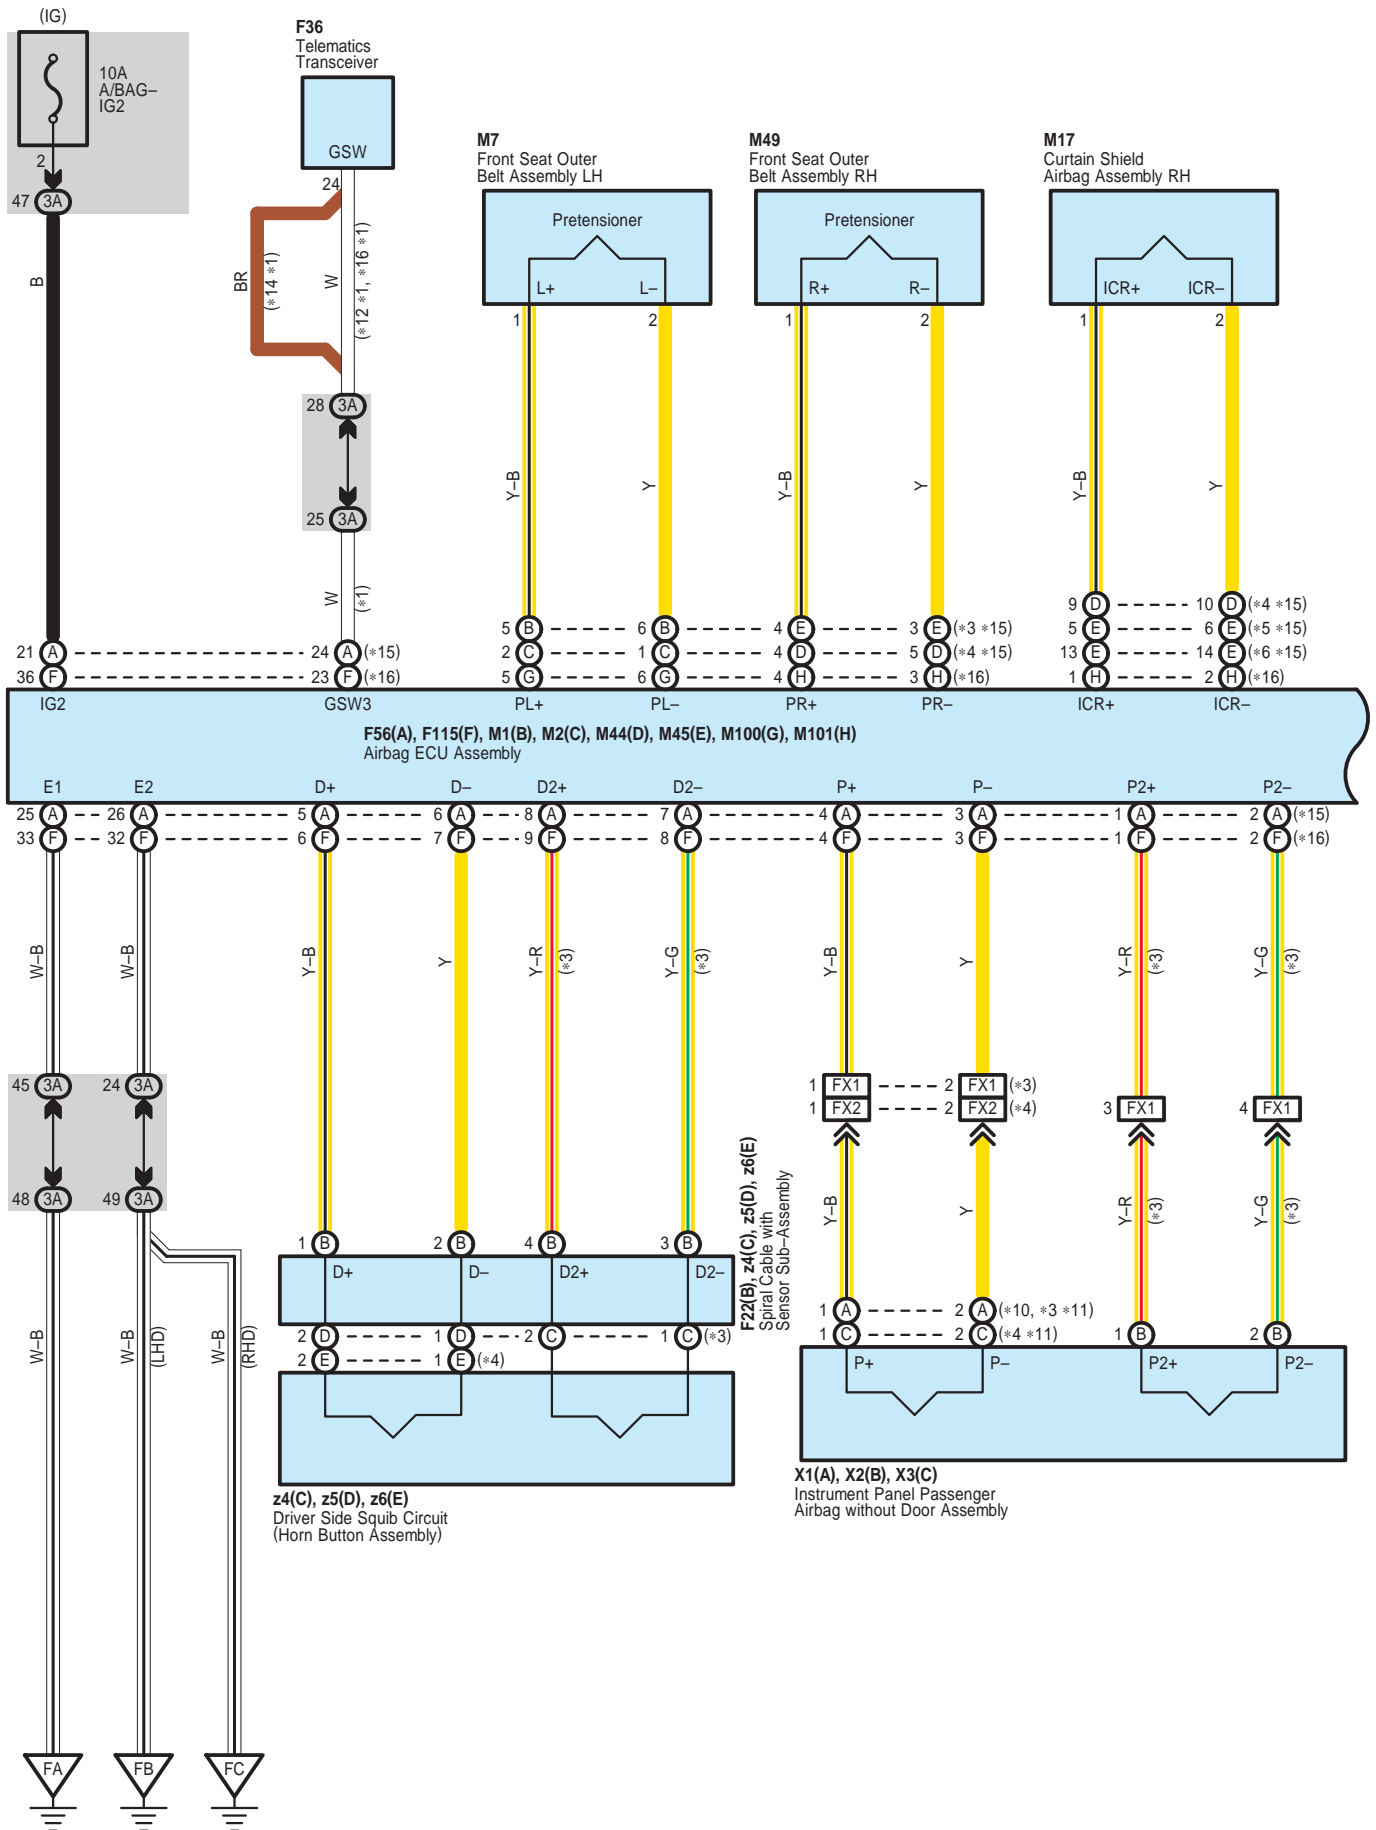 (IG)
10A
A/BAG–
IG2
2
47 3A
B
F36
Telematics
Transceiver
GSW
24
BR
(*14 *1)
W
(*12 *1, *16 *1)
28 3A
25 3A
W
(*1)
M7
Front Seat Outer
Belt Assembly LH
Pretensioner
L+ L–
1 2
Y–B Y
M49
Front Seat Outer
Belt Assembly RH
Pretensioner
R+ R–
1 2
Y–B Y
M17
Curtain Shield
Airbag Assembly RH
ICR+ ICR–
1 2
Y–B Y
9 D 10 D (*4 *15)
5 B 6 B 4 E 3 E (*3 *15) 5 E 6 E (*5 *15)
21 A 24 A (*15) 2 C 1 C 4 D 5 D (*4 *15) 13 E 14 E (*6 *15)
36 F 23 F (*16) 5 G 6 G 4 H 3 H (*16) 1 H 2 H (*16)
IG2 GSW3 PL+ PL– PR+ PR– ICR+ ICR–
F56(A), F115(F), M1(B), M2(C), M44(D), M45(E), M100(G), M101(H)
Airbag ECU Assembly
E1 E2 D+ D– D2+ D2– P+ P– P2+ P2–
25 A 26 A 5 A 6 A 8 A 7 A 4 A 3 A 1 A 2 A (*15)
33 F 32 F 6 F 7 F 9 F 8 F 4 F 3 F 1 F 2 F (*16)
W–B W–B Y–B Y Y–R (*3) Y–G (*3) Y–B Y Y–R (*3) Y–G (*3)
45 3A 24 3A 1 FX1 2 FX1 (*3)
1 FX2 2 FX2 (*4) 3 FX1 4 FX1
48 3A 49 3A
Y–B Y Y–R (*3) Y–G (*3)
F22(B), z4(C), z5(D), z6(E)
Spiral Cable with
Sensor Sub–Assembly
1 B 2 B 4 B 3 B
D+ D– D2+ D2–
2 D 1 D 2 C 1 C (*3)
2 E 1 E (*4)
1 A 2 A (*10, *3 *11)
1 C 2 C (*4 *11) 1 B 2 B
P+ P– P2+ P2–
W–B W–B (LHD) W–B (RHD)
z4(C), z5(D), z6(E)
Driver Side Squib Circuit
(Horn Button Assembly)
X1(A), X2(B), X3(C)
Instrument Panel Passenger
Airbag without Door Assembly
FA FB FC